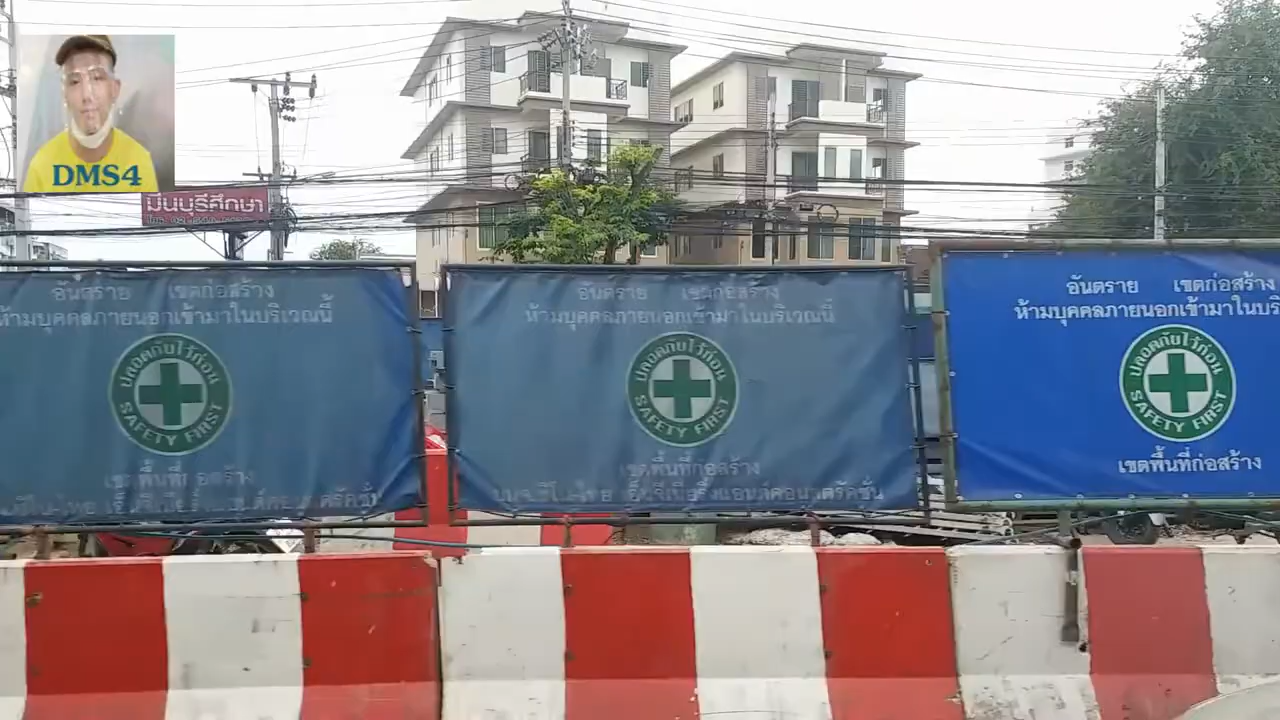 DMS4
มีนบุรีศึกษา
อันตราย เขตก่อสร้าง
ห้ามบุคคลภายนอกเข้ามาในบริเวณนี้
ปลอดภัยไว้ก่อน
SAFETY FIRST
อันตราย เขตก่อสร้าง
ห้ามบุคคลภายนอกเข้ามาในบริเวณนี้
ปลอดภัยไว้ก่อน
SAFETY FIRST
เขตพื้นที่ก่อสร้าง
อันตราย เขตก่อสร้าง
ห้ามบุคคลภายนอกเข้ามาในบริ
ปลอดภัยไว้ก่อน
SAFETY FIRST
เขตพื้นที่ก่อสร้าง